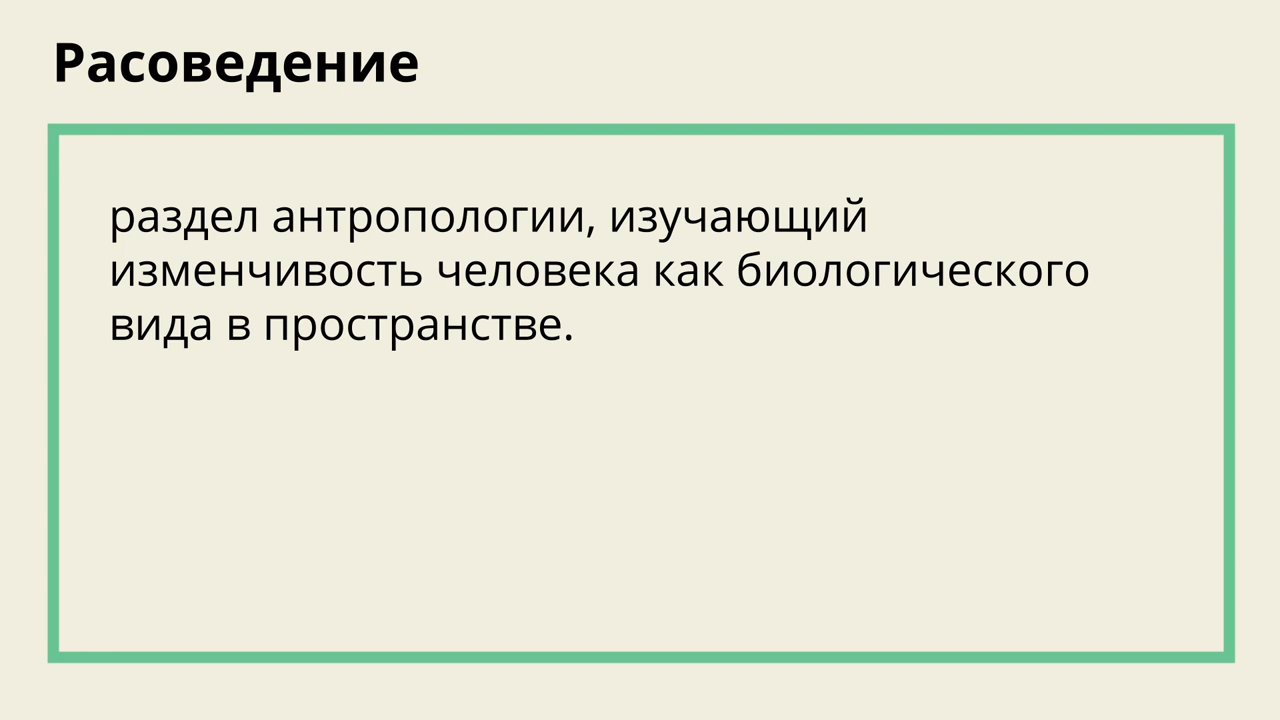 Расоведение
раздел антропологии, изучающий
изменчивость человека как биологического
вида в пространстве.